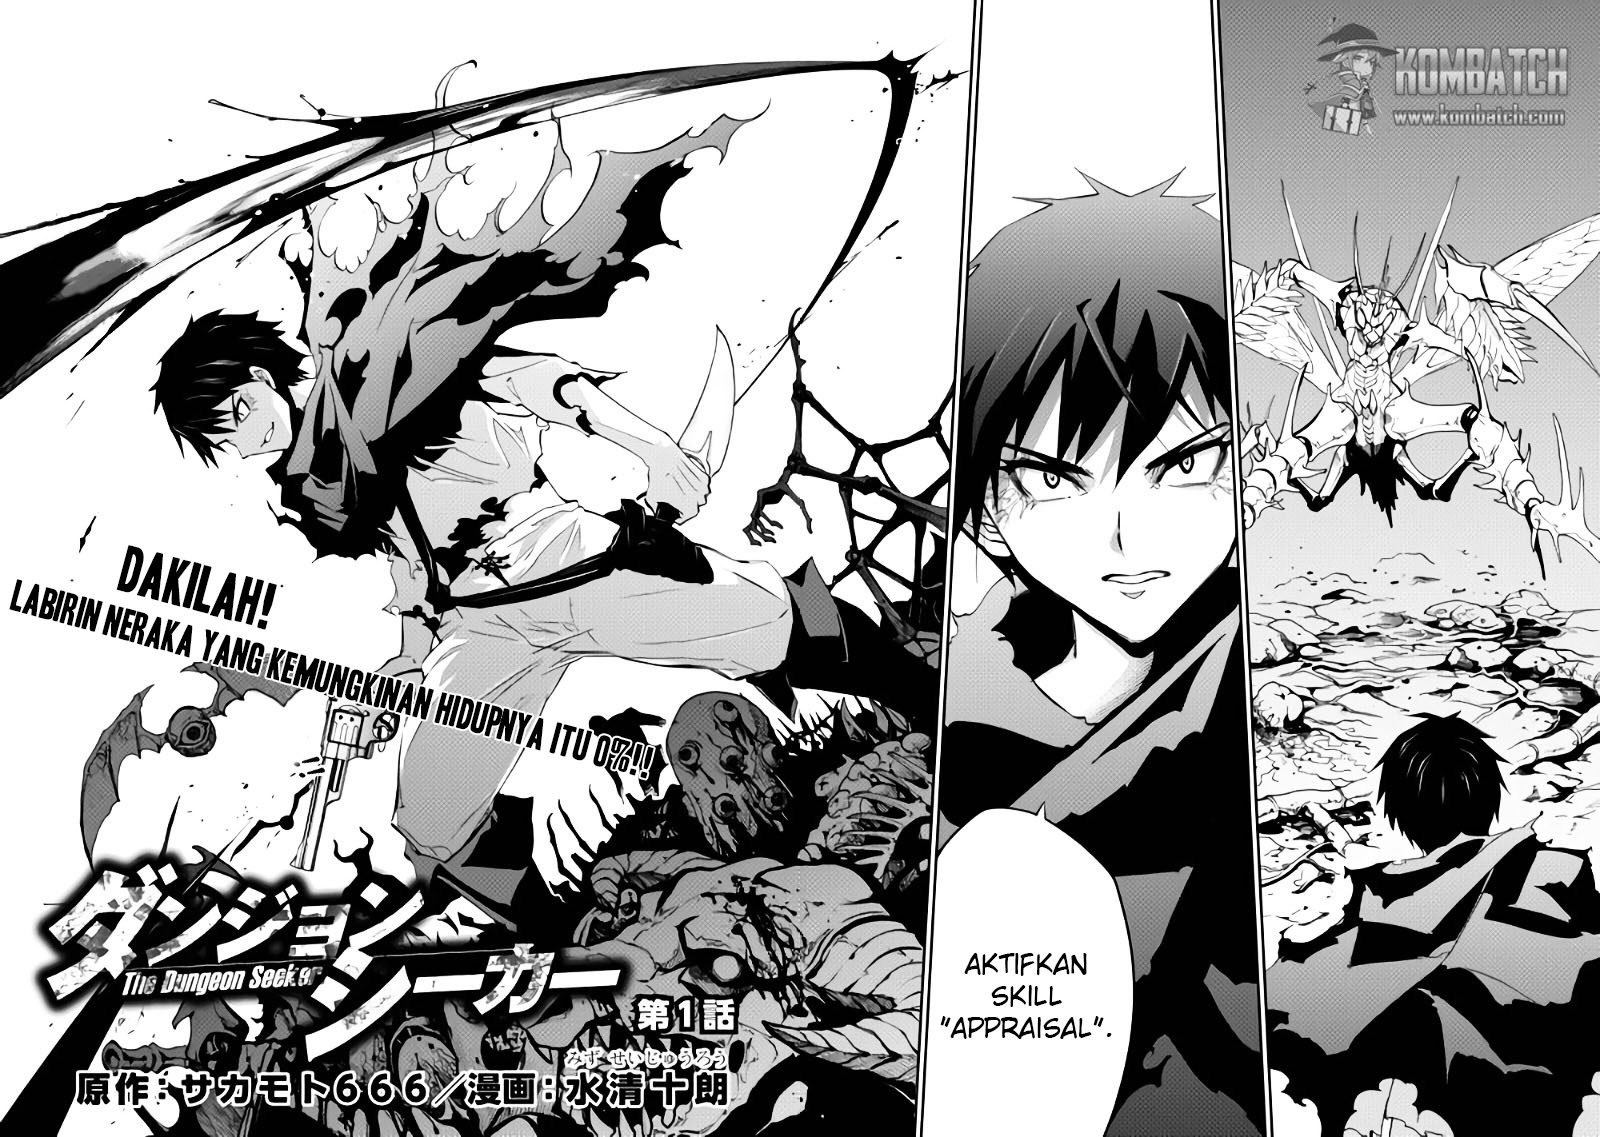 KOMBATCH
www.kombatch.com
AKTIFKAN
SKILL
"APPRAISAL".
DAKILAH!
LABIRIN NERAKA YANG KEMUNGKINAN HIDUPNYA ITU 0%!!
ダンジョン
The Dungeon Seeker
シーカー
第1話
みず せいじゅうろう
原作：サカモト666／漫画：水清十朗